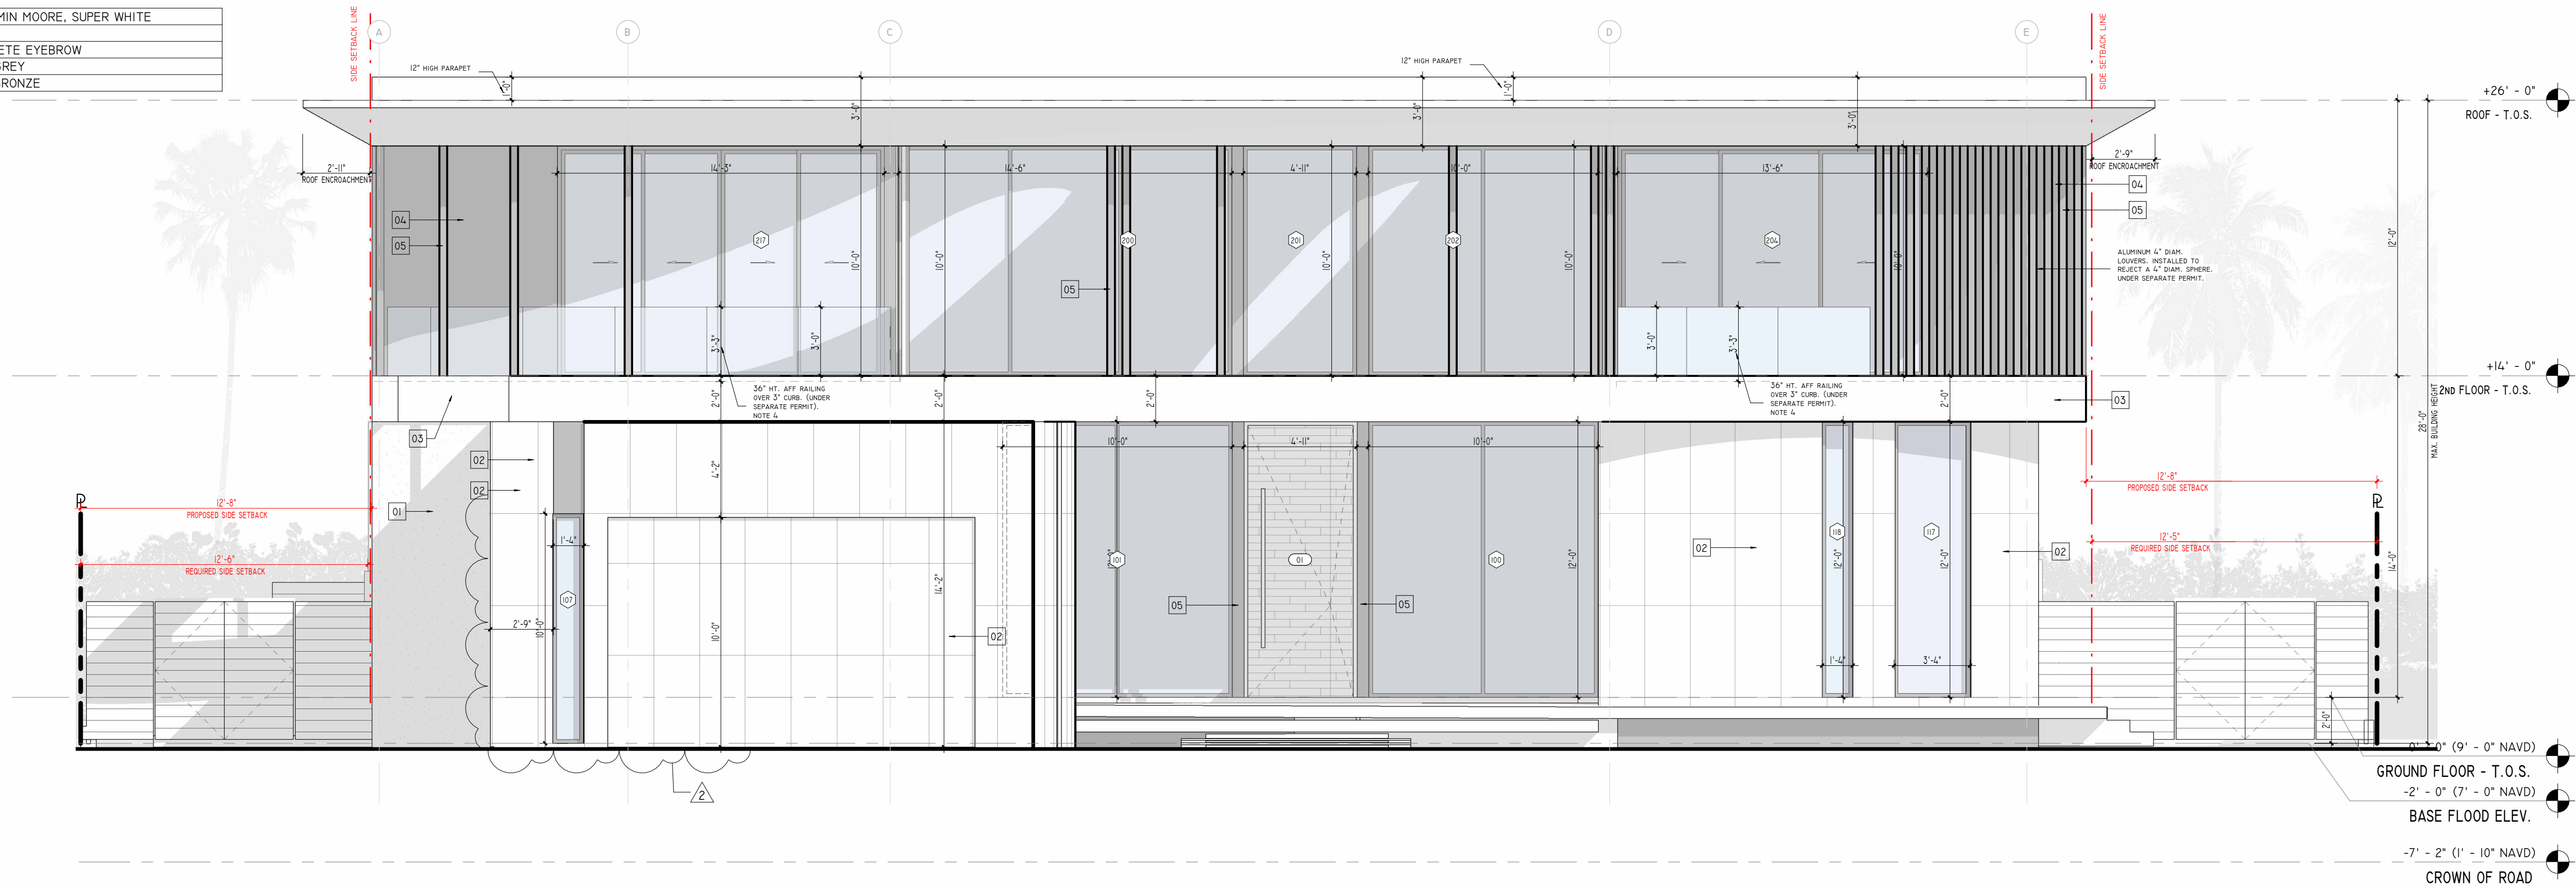 MIN MOORE, SUPER WHITE
ETE EYEBROW
GREY
BRONZE
SIDE SETBACK LINE
A
B
C
D
E
SIDE SETBACK LINE
12" HIGH PARAPET
1'-0"
3'-0"
12" HIGH PARAPET
3'-0"
1'-0"
3'-0"
+26' - 0"
ROOF - T.O.S.
2'-11"
ROOF ENCROACHMENT
14'-3"
14'-6"
4'-11"
10'-0"
13'-6"
2'-9"
ROOF ENCROACHMENT
04
05
217
200
201
202
204
04
05
05
10'-0"
10'-0"
10'-0"
10'-0"
10'-0"
12'-0"
ALUMINUM 4" DIAM.
LOUVERS. INSTALLED TO
REJECT A 4" DIAM. SPHERE.
UNDER SEPARATE PERMIT.
3'-3"
3'-0"
3'-0"
3'-3"
+14' - 0"
2ND FLOOR - T.O.S.
36" HT. AFF RAILING
OVER 3" CURB. (UNDER
SEPARATE PERMIT).
NOTE 4
36" HT. AFF RAILING
OVER 3" CURB. (UNDER
SEPARATE PERMIT).
NOTE 4
2'-0"
2'-0"
2'-0"
2'-0"
03
03
28'-0"
MAX. BUILDING HEIGHT
02
02
01
4'-2"
10'-0"
4'-11"
10'-0"
PL
12'-8"
PROPOSED SIDE SETBACK
12'-6"
REQUIRED SIDE SETBACK
12'-8"
PROPOSED SIDE SETBACK
PL
12'-5"
REQUIRED SIDE SETBACK
1'-4"
107
2'-9"
10'-0"
10'-0"
14'-2"
02
101
12'-0"
01
100
12'-0"
05
05
02
118
12'-0"
117
12'-0"
02
14'-0"
1'-4"
3'-4"
2'-0"
2
0' - 0" (9' - 0" NAVD)
GROUND FLOOR - T.O.S.
-2' - 0" (7' - 0" NAVD)
BASE FLOOD ELEV.
-7' - 2" (1' - 10" NAVD)
CROWN OF ROAD